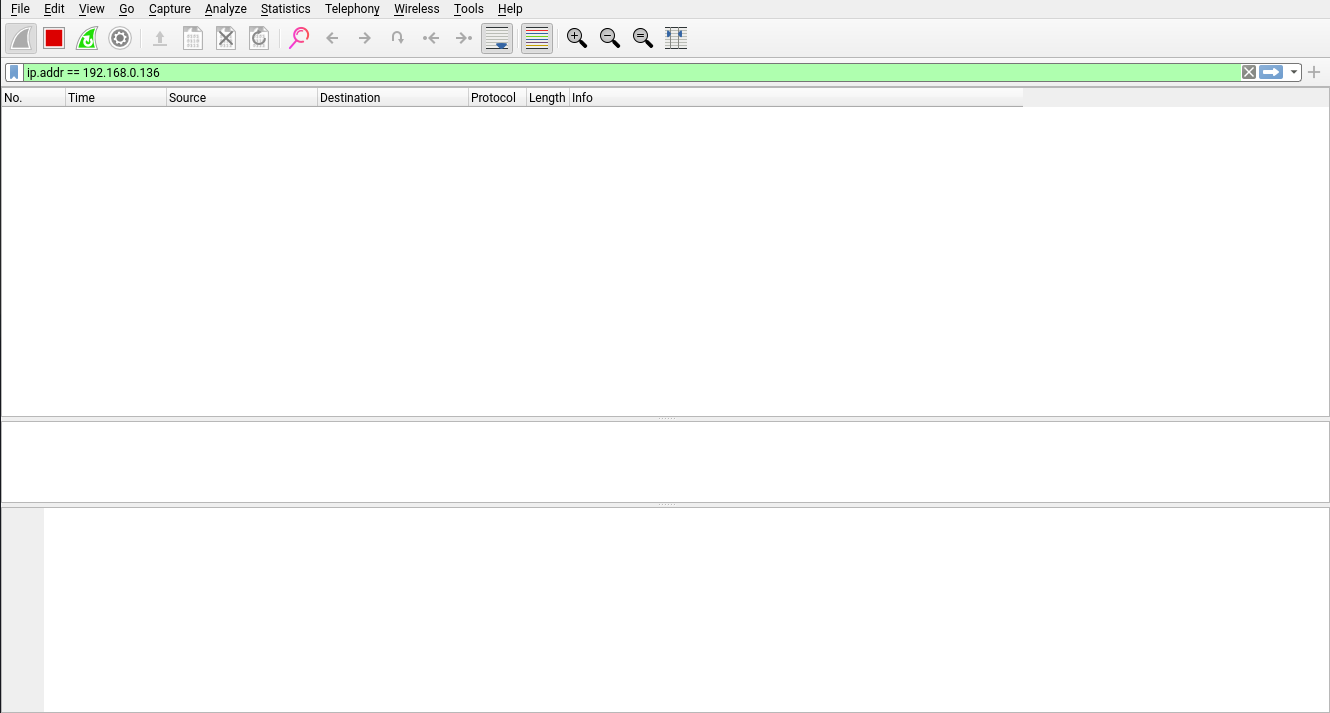 File Edit View Go Capture Analyze Statistics Telephony Wireless Tools Help
ip.addr == 192.168.0.136
No. Time Source Destination Protocol Length Info